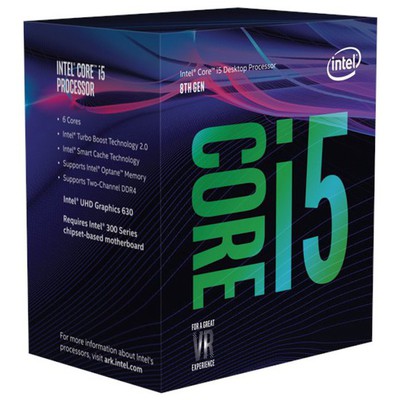 INTEL® CORE™ i5
PROCESSOR
• 6 Cores
• Intel® Turbo Boost Technology 2.0
• Intel® Smart Cache Technology
• Supports Intel® Optane™ Memory
• Supports Two-Channel DDR4
Intel® UHD Graphics 630
Requires Intel® 300 Series
chipset-based motherboard
For more information about Intel's
processors, visit ark.intel.com
Intel® Core™ i5 Desktop Processor
8TH GEN
intel
CORE i5
FOR A GREAT
VR
EXPERIENCE